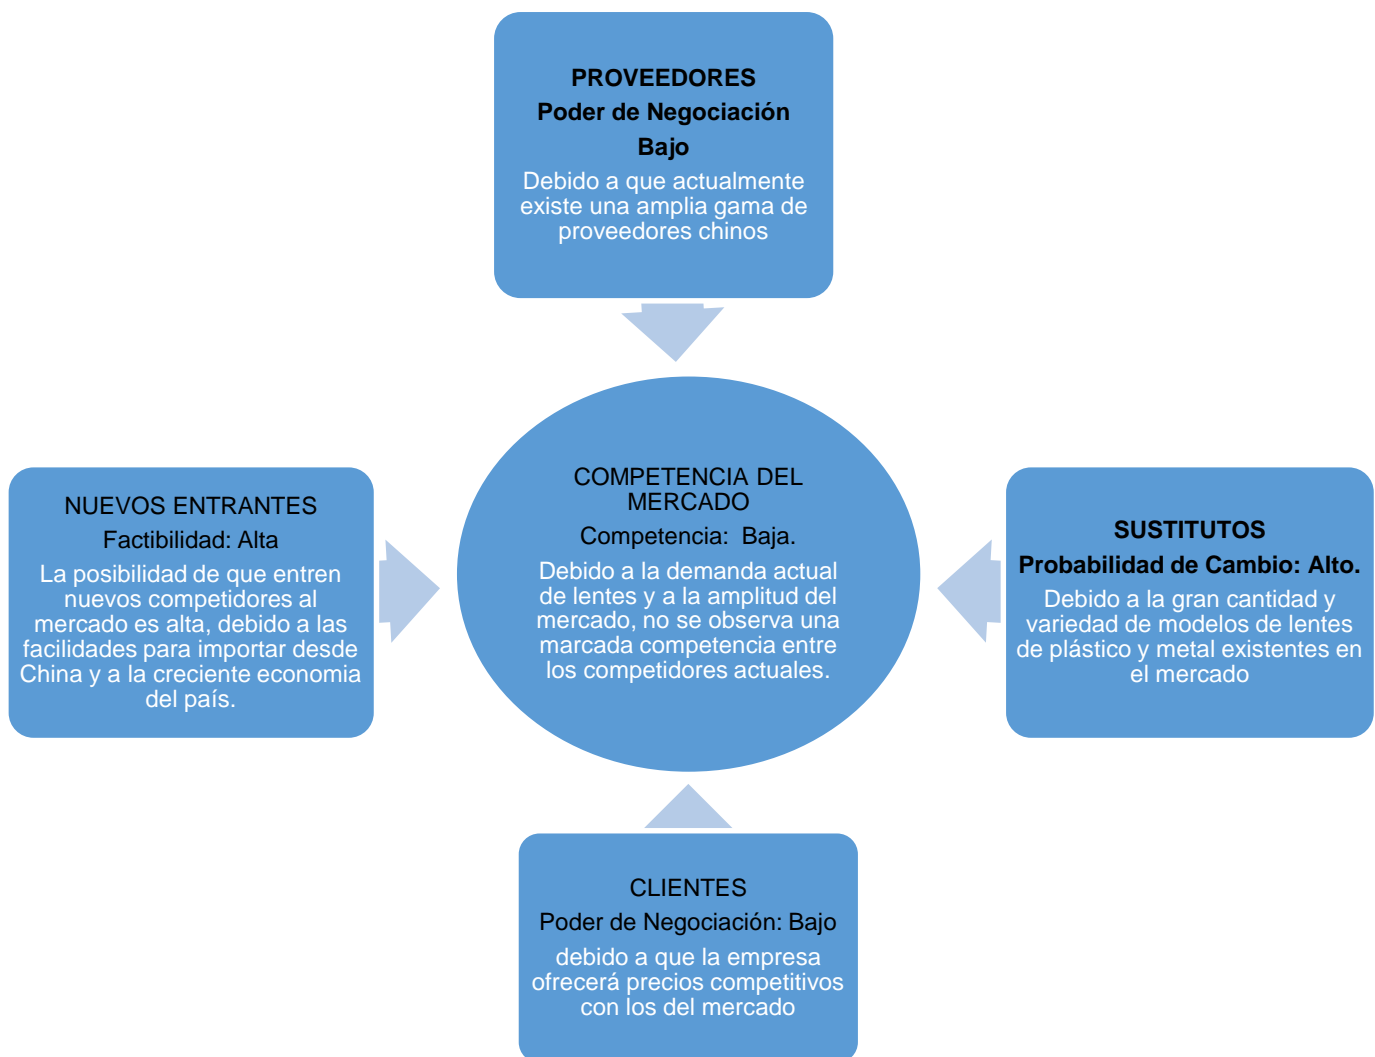 PROVEEDORES
Poder de Negociación
Bajo
Debido a que actualmente
existe una amplia gama de
proveedores chinos
NUEVOS ENTRANTES
Factibilidad: Alta
La posibilidad de que entren
nuevos competidores al
mercado es alta, debido a las
facilidades para importar desde
China y a la creciente economia
del país.
COMPETENCIA DEL
MERCADO
Competencia:  Baja.
Debido a la demanda actual
de lentes y a la amplitud del
mercado, no se observa una
marcada competencia entre
los competidores actuales.
SUSTITUTOS
Probabilidad de Cambio: Alto.
Debido a la gran cantidad y
variedad de modelos de lentes
de plástico y metal existentes en
el mercado
CLIENTES
Poder de Negociación: Bajo
debido a que la empresa
ofrecerá precios competitivos
con los del mercado